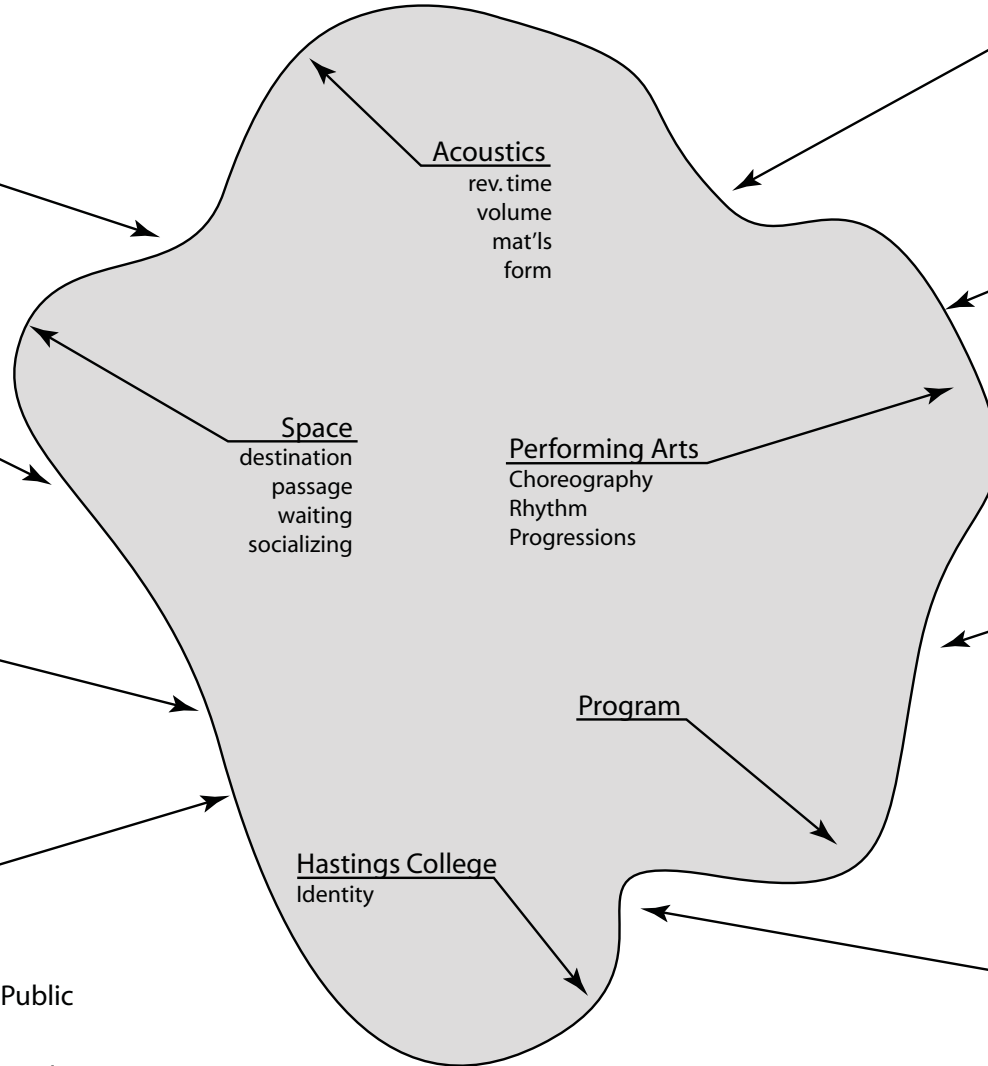 Acoustics
rev. time
volume
mat'ls
form
Space
destination
passage
waiting
socializing
Performing Arts
Choreography
Rhythm
Progressions
Program
Hastings College
Identity
Public